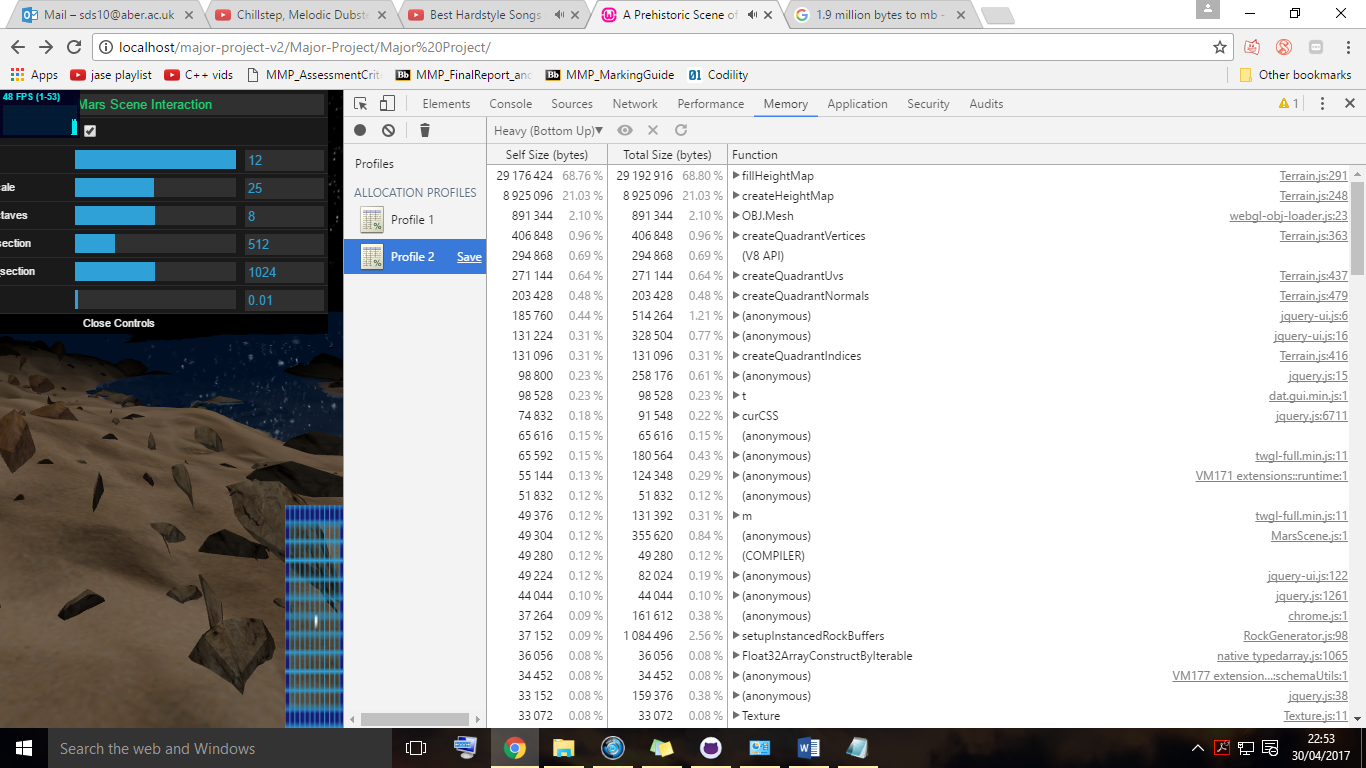 Mail – sds10@aber.ac.uk
Chillstep, Melodic Dubste
Best Hardstyle Songs
A Prehistoric Scene of
1.9 million bytes to mb -
localhost/major-project-v2/Major-Project/Major%20Project/
Apps jase playlist C++ vids MMP_AssessmentCrite MMP_FinalReport_and MMP_MarkingGuide Codility Other bookmarks
48 FPS (1-53) Mars Scene Interaction
12
cale 25
ctaves 8
section 512
section 1024
0.01
Close Controls
Elements Console Sources Network Performance Memory Application Security Audits 1
Heavy (Bottom Up)▼
Profiles
ALLOCATION PROFILES
Profile 1
Profile 2 Save
Self Size (bytes) Total Size (bytes) Function
29 176 424 68.76 % 29 192 916 68.80 % fillHeightMap Terrain.js:291
8 925 096 21.03 % 8 925 096 21.03 % createHeightMap Terrain.js:248
891 344 2.10 % 891 344 2.10 % OBJ.Mesh webgl-obj-loader.js:23
406 848 0.96 % 406 848 0.96 % createQuadrantVertices Terrain.js:363
294 868 0.69 % 294 868 0.69 % (V8 API)
271 144 0.64 % 271 144 0.64 % createQuadrantUvs Terrain.js:437
203 428 0.48 % 203 428 0.48 % createQuadrantNormals Terrain.js:479
185 760 0.44 % 514 264 1.21 % (anonymous) jquery-ui.js:6
131 224 0.31 % 328 504 0.77 % (anonymous) jquery-ui.js:16
131 096 0.31 % 131 096 0.31 % createQuadrantIndices Terrain.js:416
98 800 0.23 % 258 176 0.61 % (anonymous) jquery.js:15
98 528 0.23 % 98 528 0.23 % t dat.gui.min.js:1
74 832 0.18 % 91 548 0.22 % curCSS jquery.js:6711
65 616 0.15 % 65 616 0.15 % (anonymous)
65 592 0.15 % 180 564 0.43 % (anonymous) twgl-full.min.js:11
55 144 0.13 % 124 348 0.29 % (anonymous) VM171 extensions::runtime:1
51 832 0.12 % 51 832 0.12 % (anonymous)
49 376 0.12 % 131 392 0.31 % m twgl-full.min.js:11
49 304 0.12 % 355 620 0.84 % (anonymous) MarsScene.js:1
49 280 0.12 % 49 280 0.12 % (COMPILER)
49 224 0.12 % 82 024 0.19 % (anonymous) jquery-ui.js:122
44 044 0.10 % 44 044 0.10 % (anonymous) jquery.js:1261
37 264 0.09 % 161 612 0.38 % (anonymous) chrome.js:1
37 152 0.09 % 1 084 496 2.56 % setupInstancedRockBuffers RockGenerator.js:98
36 056 0.08 % 36 056 0.08 % Float32ArrayConstructByIterable native typedarray.js:1065
34 452 0.08 % 34 452 0.08 % (anonymous) VM177 extension...:schemaUtils:1
33 152 0.08 % 159 376 0.38 % (anonymous) jquery.js:38
33 072 0.08 % 33 072 0.08 % Texture Texture.js:11
Search the web and Windows
22:53
30/04/2017